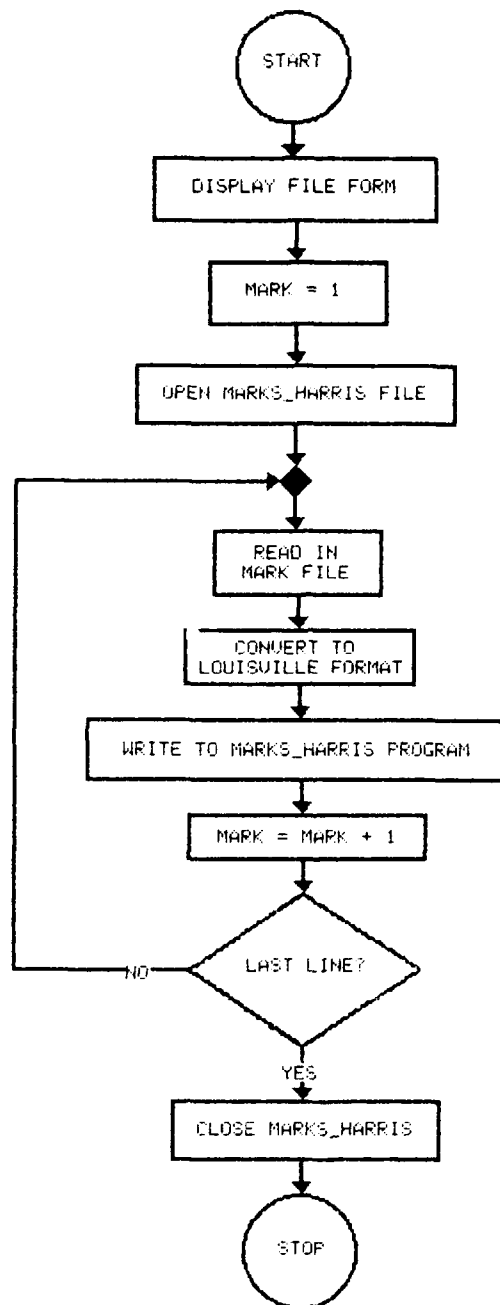 START
DISPLAY FILE FORM
MARK = 1
OPEN MARKS_HARRIS FILE
READ IN
MARK FILE
CONVERT TO
LOUISVILLE FORMAT
WRITE TO MARKS_HARRIS PROGRAM
MARK = MARK + 1
LAST LINE?
NO
YES
CLOSE MARKS_HARRIS
STOP